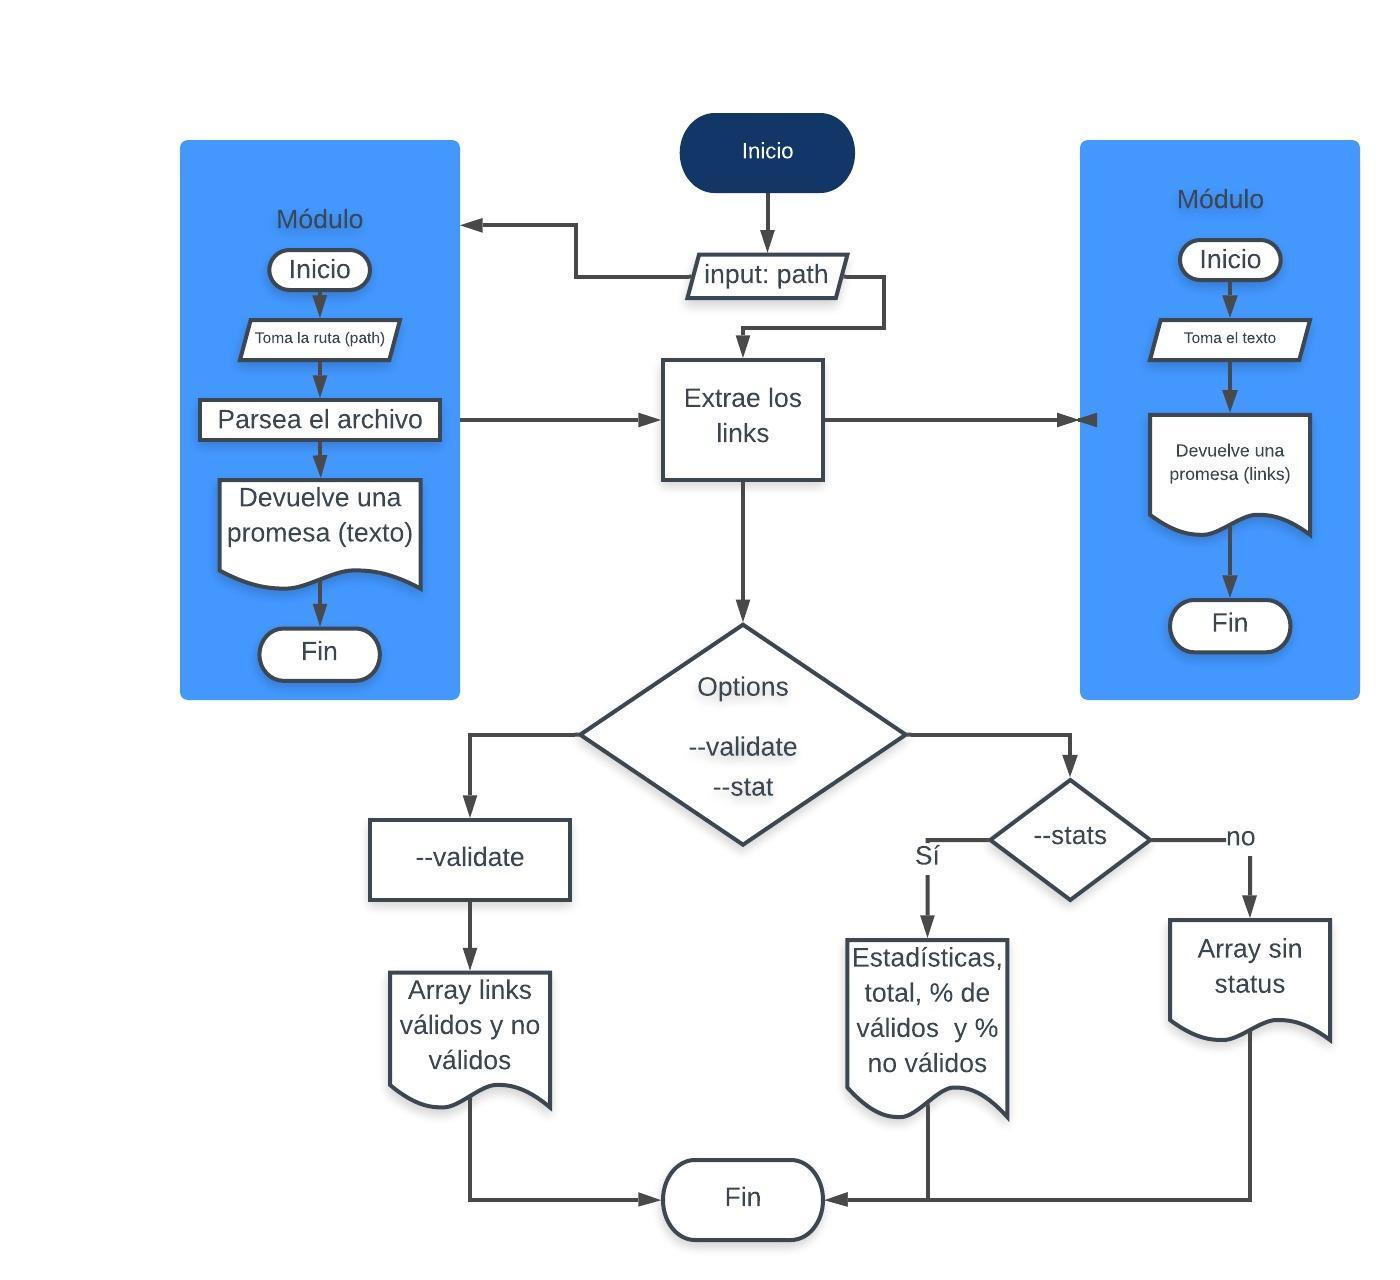 Inicio
input: path
Módulo
Inicio
Toma la ruta (path)
Parsea el archivo
Devuelve una
promesa (texto)
Fin
Extrae los
links
Módulo
Inicio
Toma el texto
Devuelve una
promesa (links)
Fin
Options
--validate
--stat
--validate
Array links
válidos y no
válidos
--stats
Sí
no
Estadísticas,
total, % de
válidos  y %
no válidos
Array sin
status
Fin